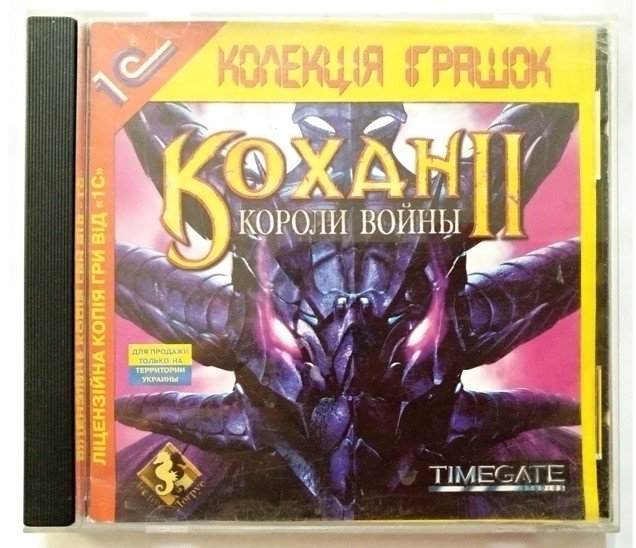 1С®
КОЛЕКЦІЯ ІГРАШОК
КОХАН II
КОРОЛИ ВОЙНЫ
ЛІЦЕНЗІЙНА КОПІЯ ГРИ ВІД «1С»
ДЛЯ ПРОДАЖИ
ТОЛЬКО НА
ТЕРРИТОРИИ
УКРАИНЫ
TIMEGATE
STUDIOS